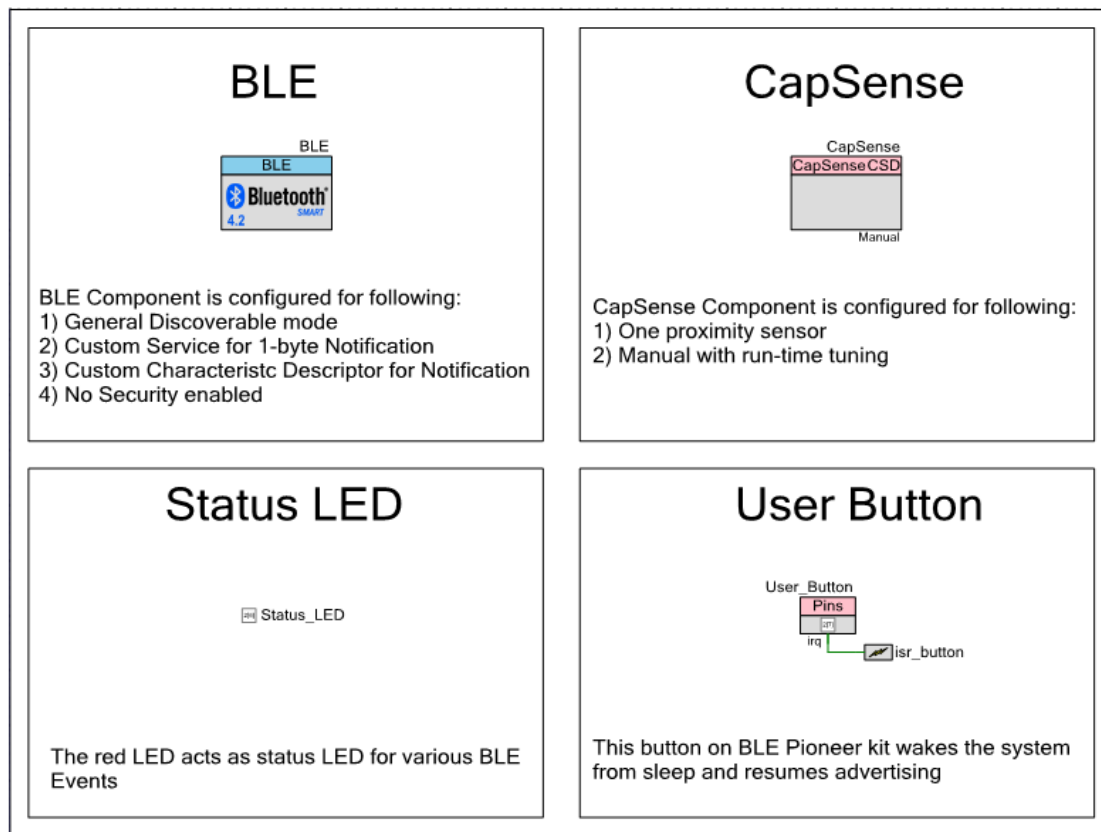 BLE
BLE
BLE
Bluetooth®
SMART
4.2
BLE Component is configured for following:
1) General Discoverable mode
2) Custom Service for 1-byte Notification
3) Custom Characteristc Descriptor for Notification
4) No Security enabled
CapSense
CapSense
CapSense CSD
Manual
CapSense Component is configured for following:
1) One proximity sensor
2) Manual with run-time tuning
Status LED
Status_LED
The red LED acts as status LED for various BLE
Events
User Button
User_Button
Pins
2[7]
irq
isr_button
This button on BLE Pioneer kit wakes the system
from sleep and resumes advertising